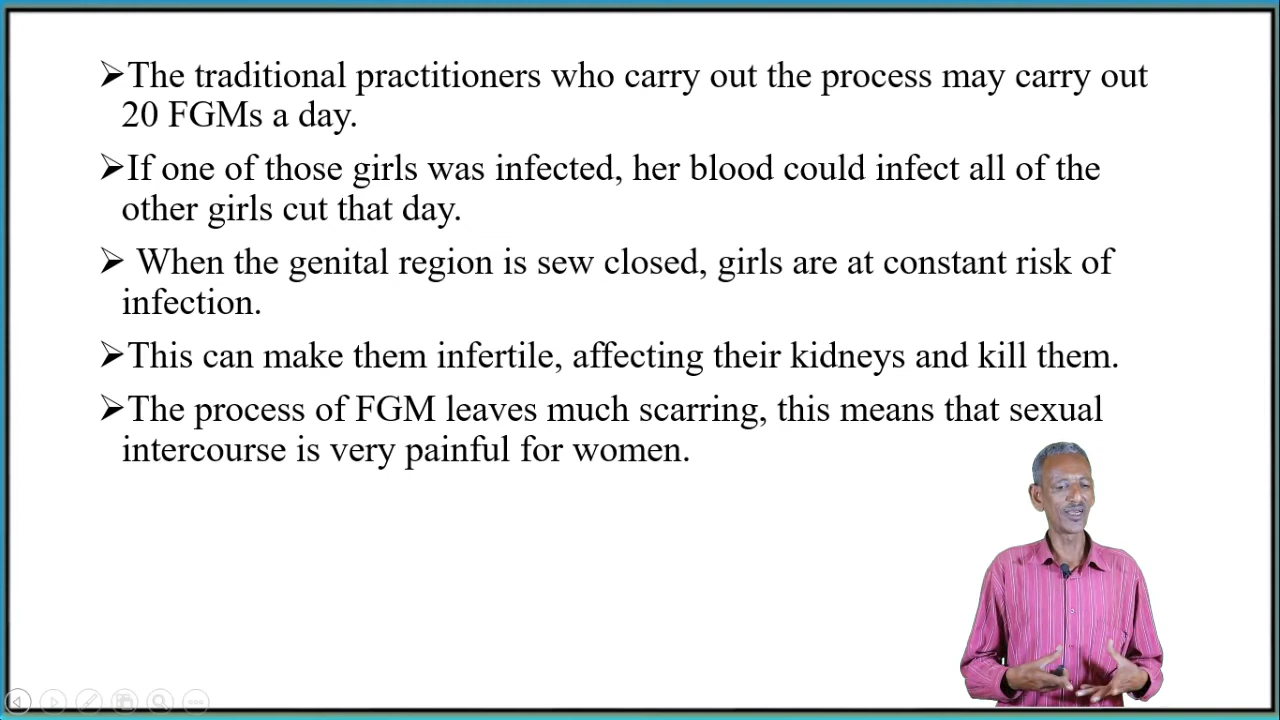 ➢The traditional practitioners who carry out the process may carry out
20 FGMs a day.
➢If one of those girls was infected, her blood could infect all of the
other girls cut that day.
➢ When the genital region is sew closed, girls are at constant risk of
infection.
➢This can make them infertile, affecting their kidneys and kill them.
➢The process of FGM leaves much scarring, this means that sexual
intercourse is very painful for women.